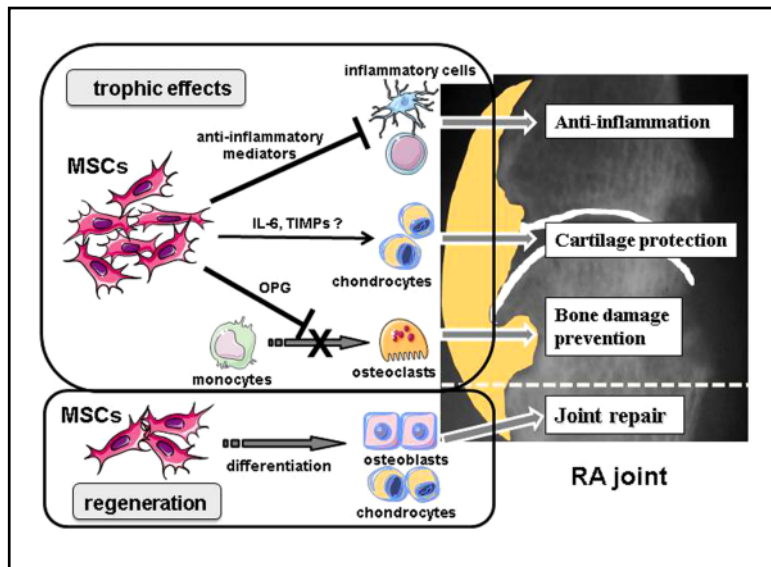 trophic effects
inflammatory cells
anti-inflammatory
mediators
MSCs
IL-6, TIMPs ?
chondrocytes
OPG
monocytes
osteoclasts
Anti-inflammation
Cartilage protection
Bone damage
prevention
MSCs
differentiation
osteoblasts
chondrocytes
regeneration
Joint repair
RA joint